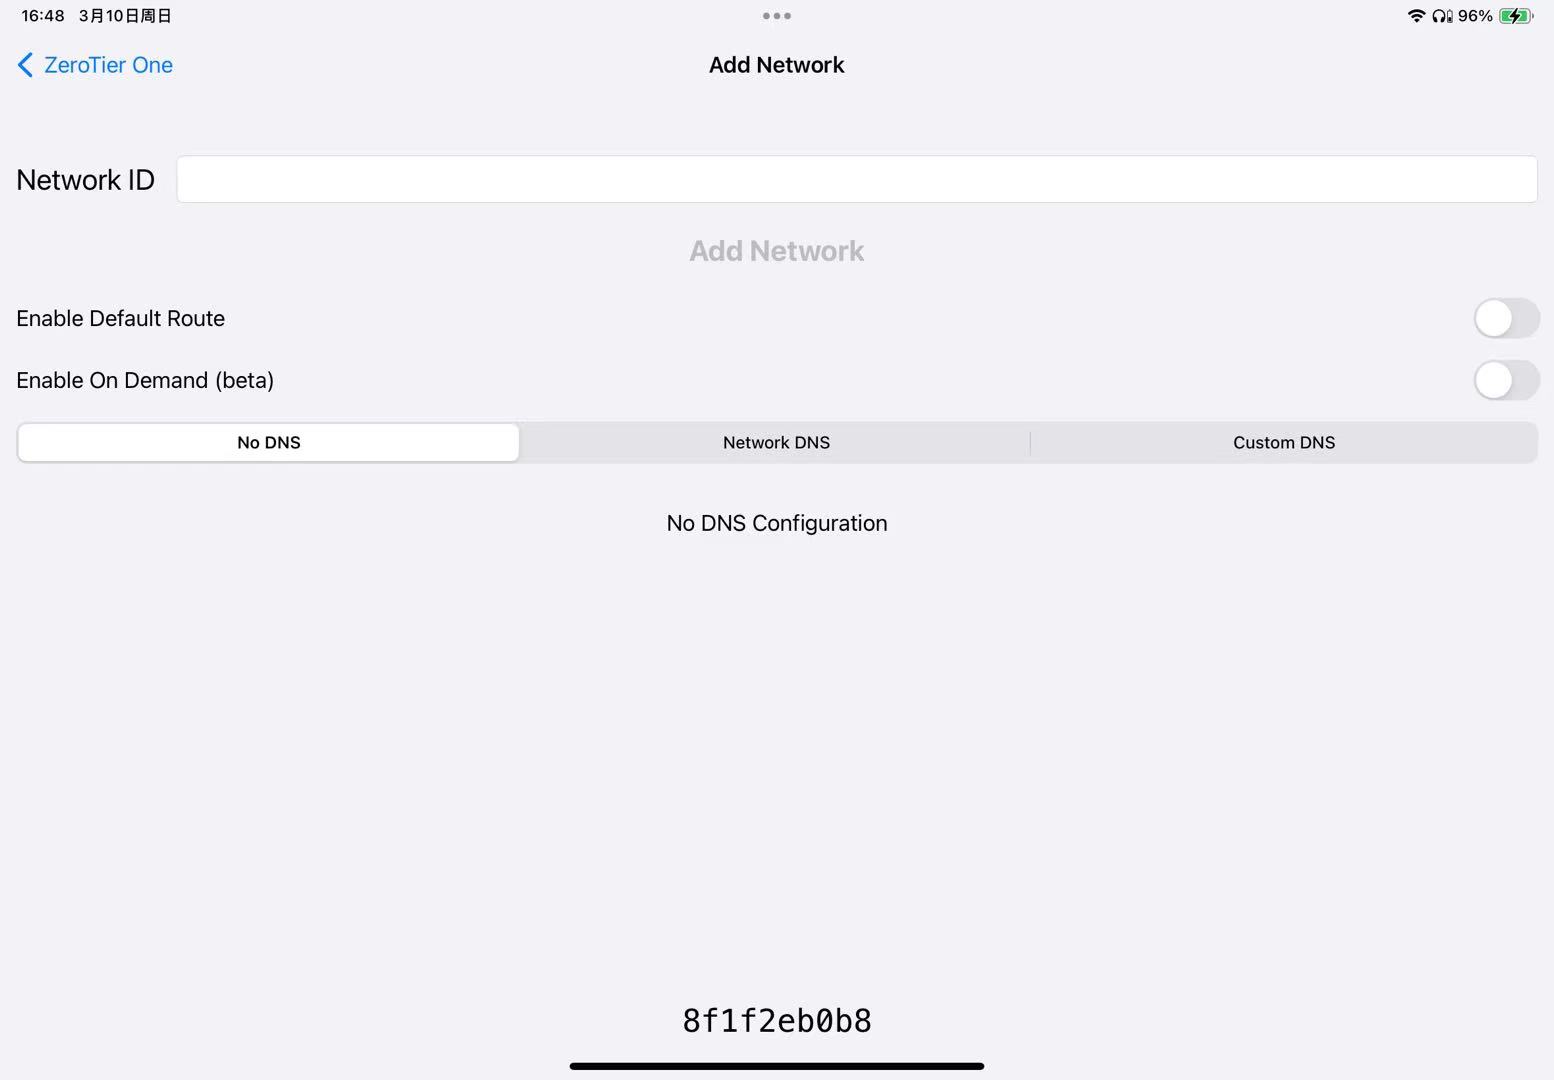 16:48 3月10日周日
96%
ZeroTier One
Add Network
Network ID
Add Network
Enable Default Route
Enable On Demand (beta)
No DNS Network DNS Custom DNS
No DNS Configuration
8f1f2eb0b8